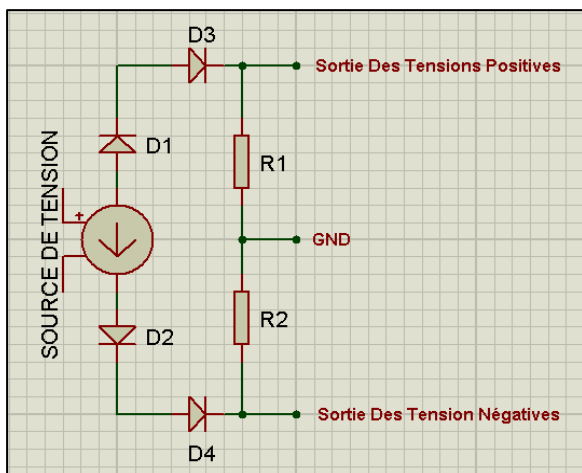 D3
Sortie Des Tensions Positives
D1
R1
SOURCE DE TENSION
+
GND
R2
D2
Sortie Des Tension Négatives
D4